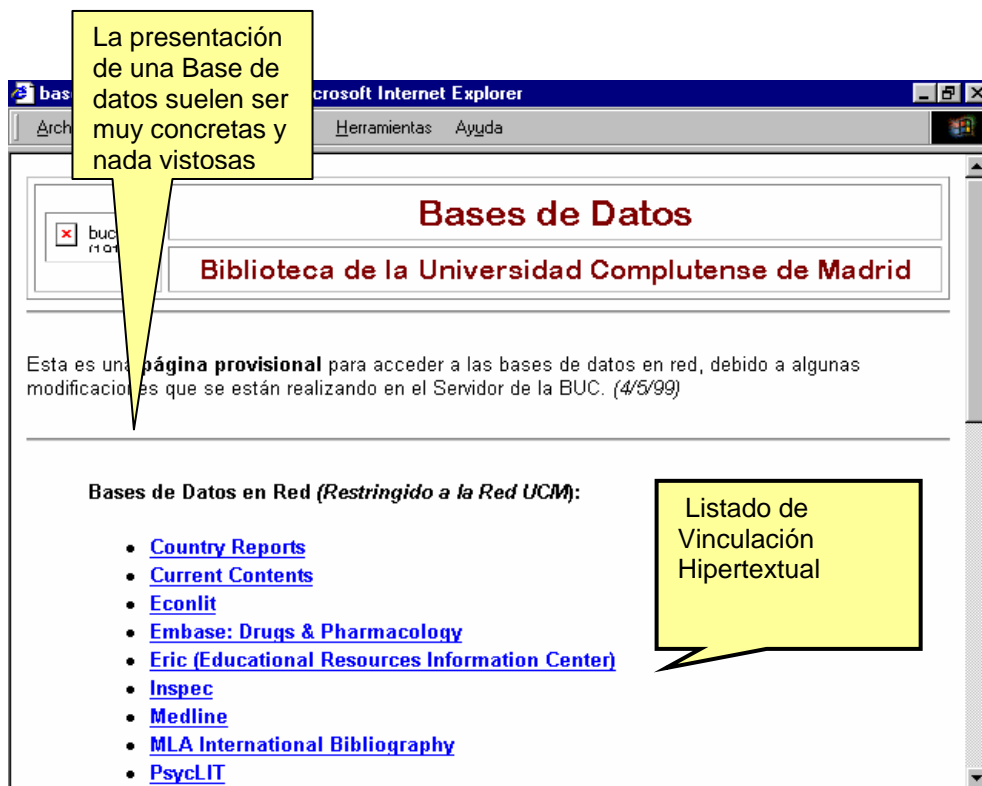 La presentación
de una Base de
datos suelen ser
muy concretas y
nada vistosas
bas crosoft Internet Explorer
Arch Herramientas Ayuda
buc
Bases de Datos
Biblioteca de la Universidad Complutense de Madrid
Esta es una página provisional para acceder a las bases de datos en red, debido a algunas
modificaciones que se están realizando en el Servidor de la BUC. (4/5/99)
Bases de Datos en Red (Restringido a la Red UCM):
Listado de
Vinculación
Hipertextual
• Country Reports
• Current Contents
• Econlit
• Embase: Drugs & Pharmacology
• Eric (Educational Resources Information Center)
• Inspec
• Medline
• MLA International Bibliography
• PsycLIT